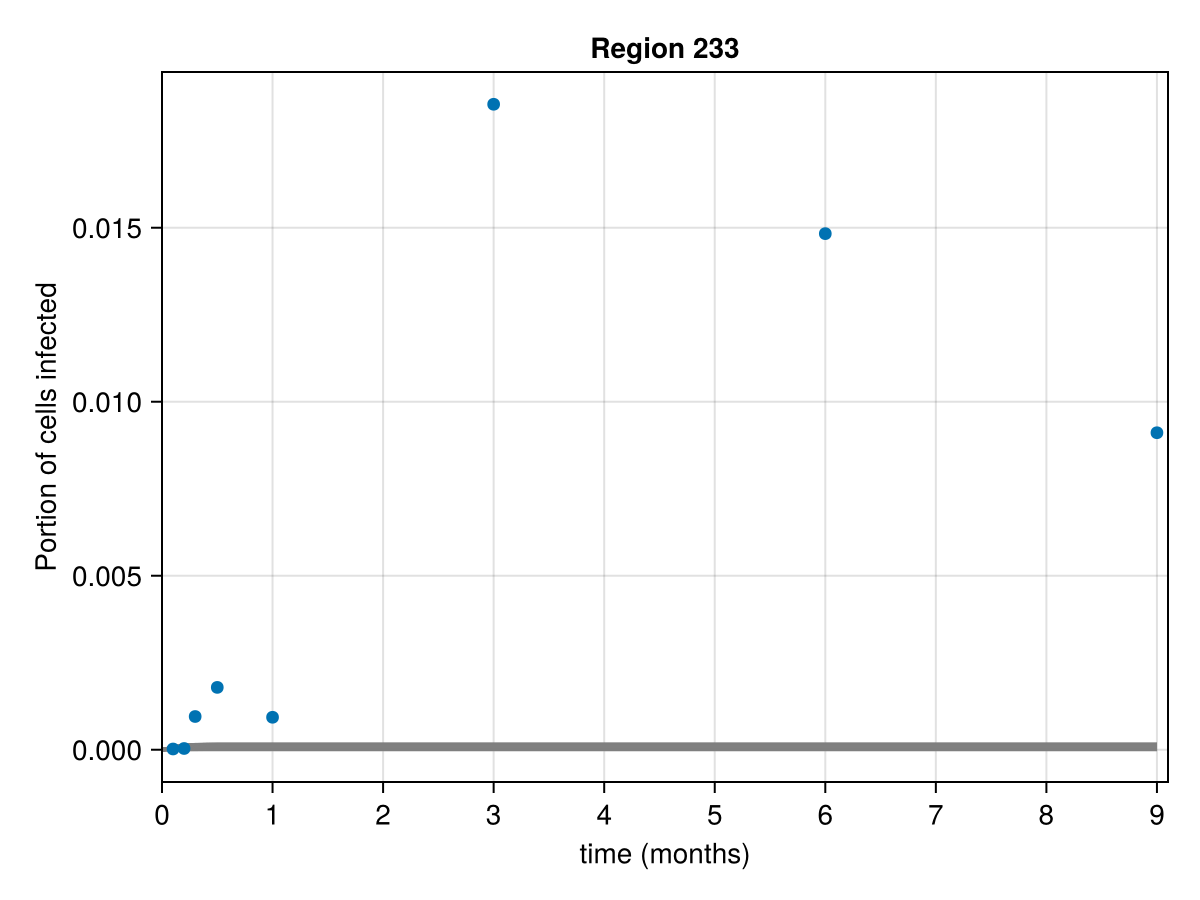 Region 233
Portion of cells infected
0.015
0.010
0.005
0.000
0 1 2 3 4 5 6 7 8 9
time (months)